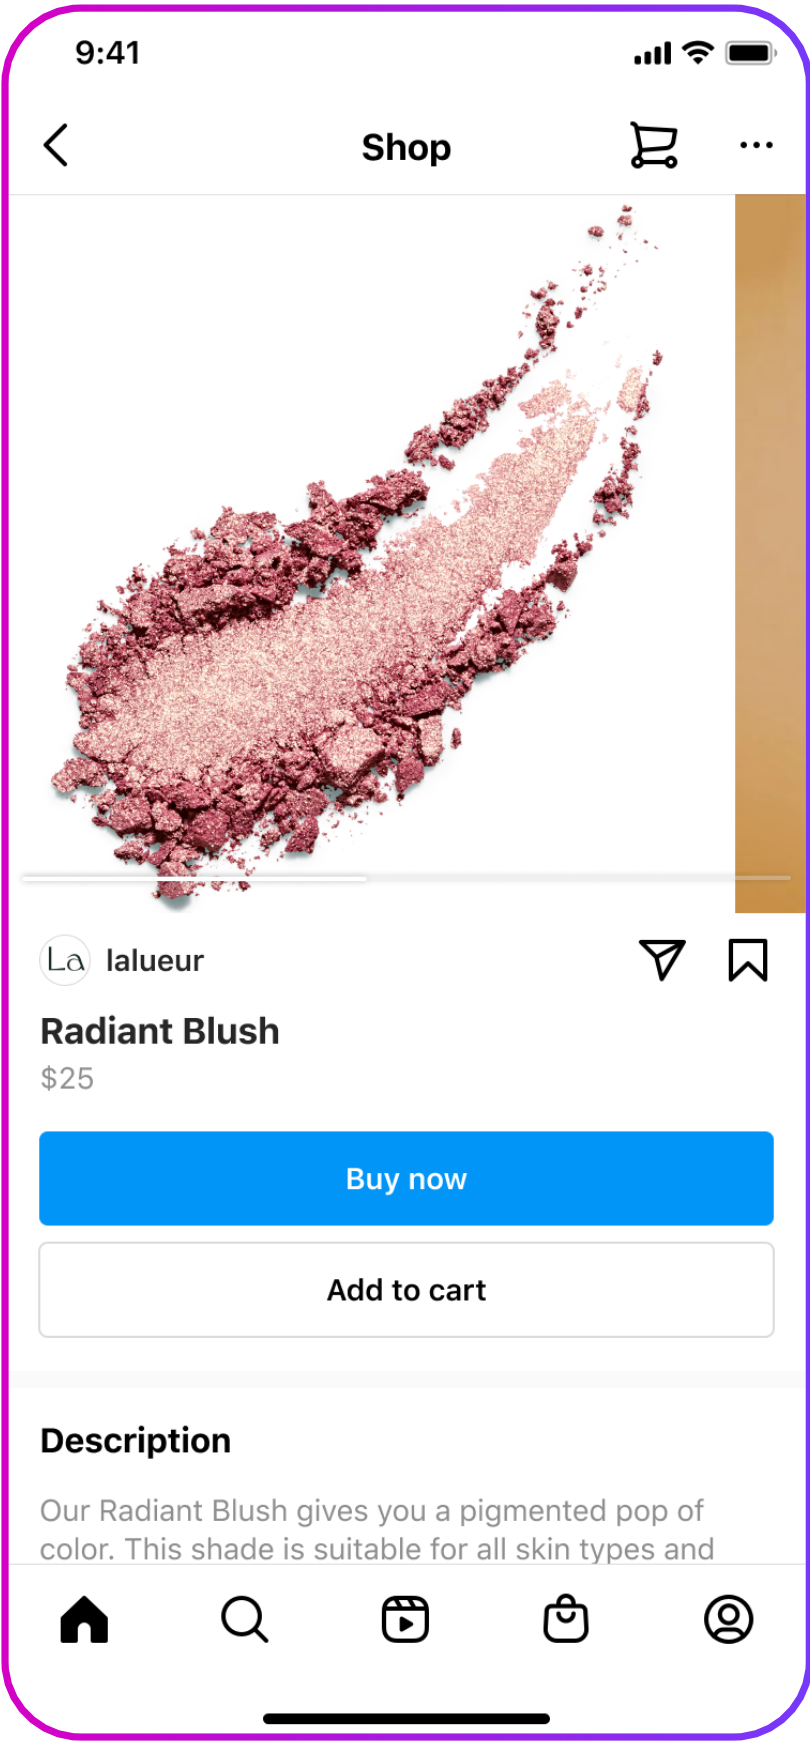 9:41
Shop
La
lalueur
Radiant Blush
$25
Buy now
Add to cart
Description
Our Radiant Blush gives you a pigmented pop of
color. This shade is suitable for all skin types and